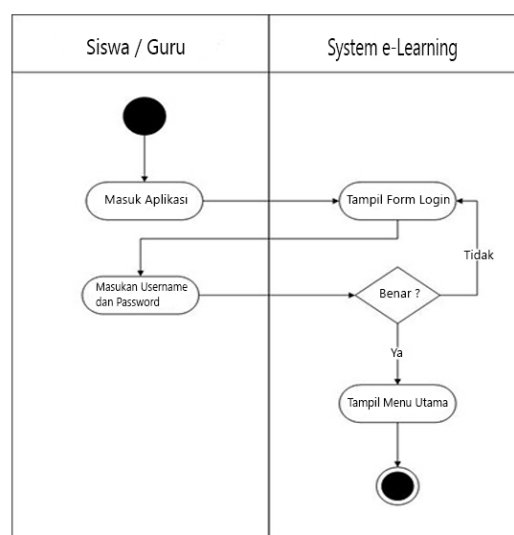 Siswa / Guru
System e-Learning
Masuk Aplikasi
Tampil Form Login
Tidak
Masukan Username
dan Password
Benar ?
Ya
Tampil Menu Utama